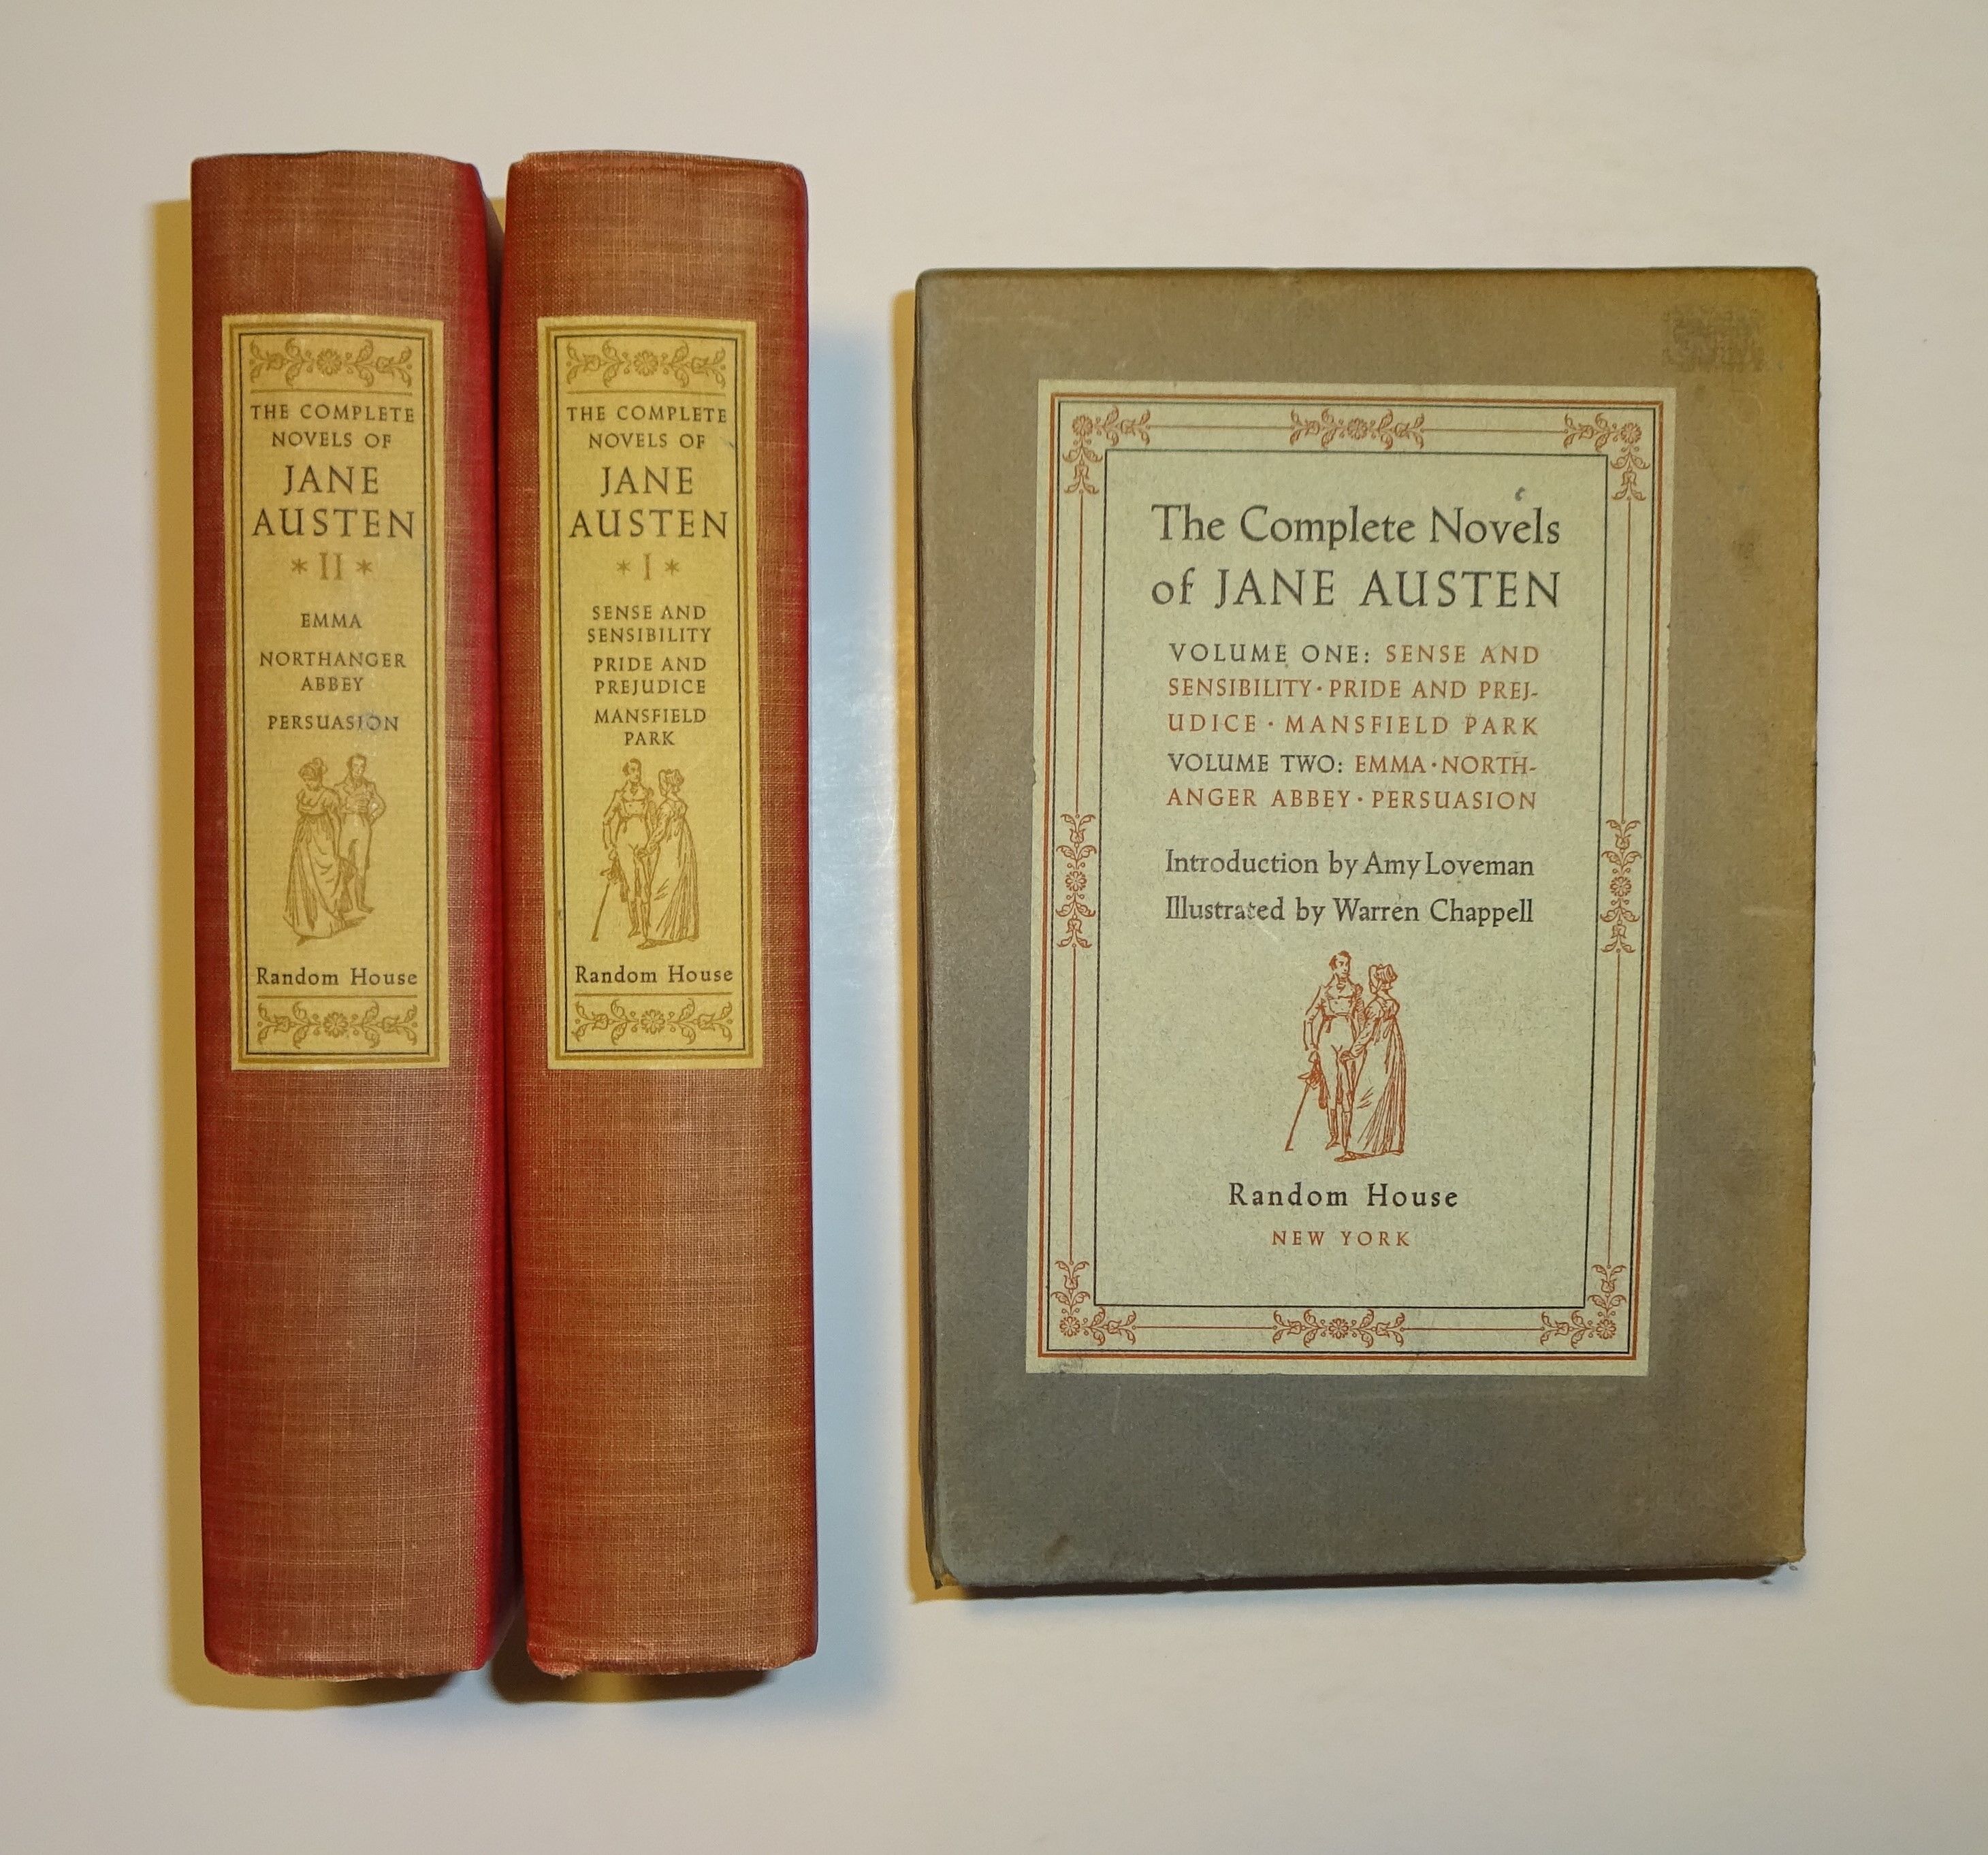 THE COMPLETE
NOVELS OF
JANE
AUSTEN
* II *
EMMA
NORTHANGER
ABBEY
PERSUASION
Random House
THE COMPLETE
NOVELS OF
JANE
AUSTEN
* I *
SENSE AND
SENSIBILITY
PRIDE AND
PREJUDICE
MANSFIELD
PARK
Random House
The Complete Novels
of JANE AUSTEN
VOLUME ONE: SENSE AND
SENSIBILITY · PRIDE AND PREJ-
UDICE · MANSFIELD PARK
VOLUME TWO: EMMA · NORTH-
ANGER ABBEY · PERSUASION
Introduction by Amy Loveman
Illustrated by Warren Chappell
Random House
NEW YORK